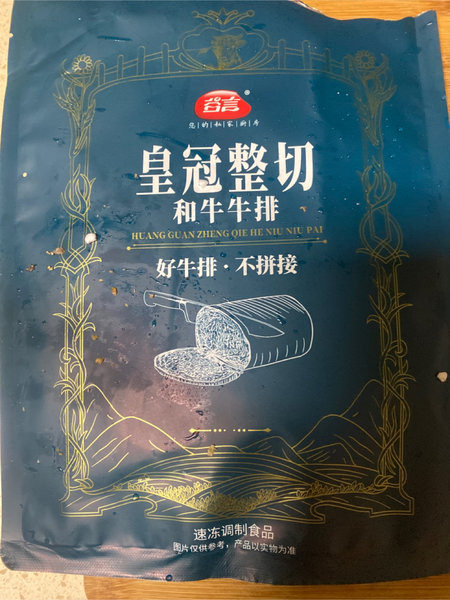 谷言®
您|的|私|家|厨|房
皇冠整切
和牛牛排
HUANG GUAN ZHENG QIE HE NIU NIU PAI
好牛排·不拼接
速冻调制食品
图片仅供参考，产品以实物为准